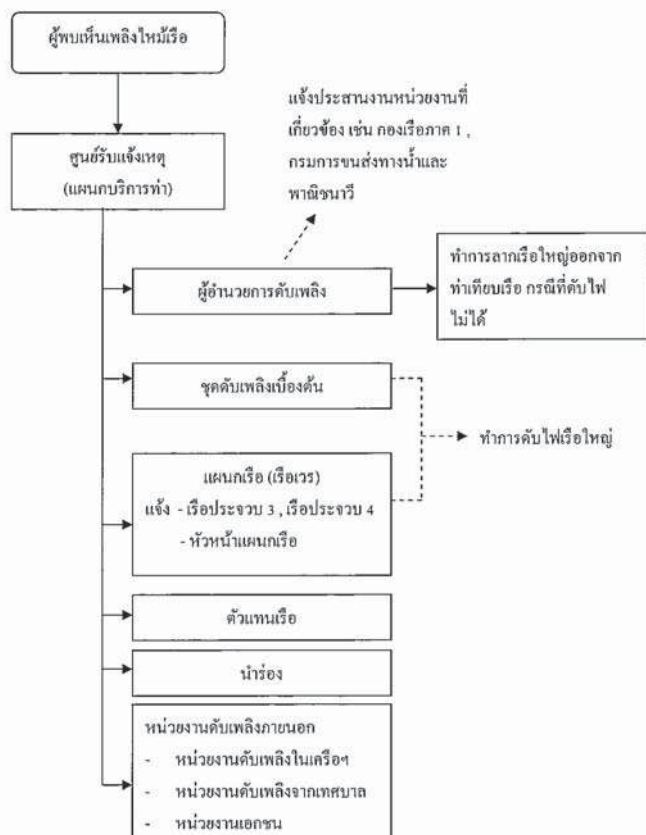 ผู้พบเห็นเพลิงไหม้เรือ
ศูนย์รับแจ้งเหตุ
(แผนกบริการท่า)
แจ้งประสานงานหน่วยงานที่
เกี่ยวข้อง เช่น กองเรือภาค 1 ,
กรมการขนส่งทางน้ำและ
พาณิชนาวี
ผู้อำนวยการดับเพลิง
ทำการลากเรือใหญ่ออกจาก
ท่าเทียบเรือ กรณีที่ดับไฟ
ไม่ได้
ชุดดับเพลิงเบื้องต้น
ทำการดับไฟเรือใหญ่
แผนกเรือ (เรือเวร)
แจ้ง - เรือประจวบ 3 , เรือประจวบ 4
- หัวหน้าแผนกเรือ
ตัวแทนเรือ
นำร่อง
หน่วยงานดับเพลิงภายนอก
- หน่วยงานดับเพลิงในเครือฯ
- หน่วยงานดับเพลิงจากเทศบาล
- หน่วยงานเอกชน